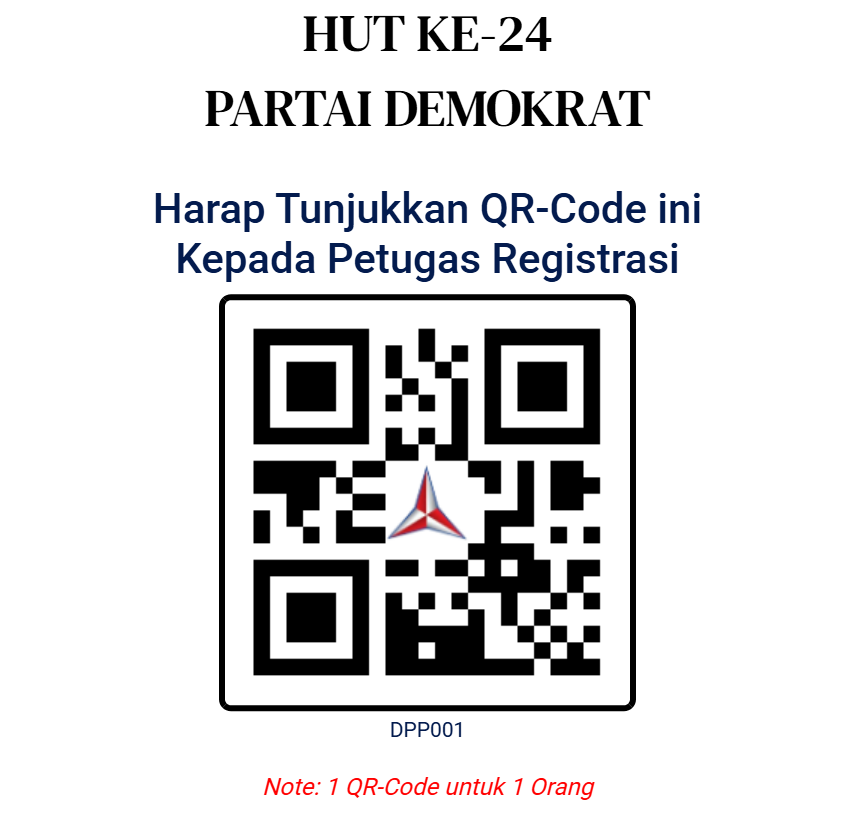 HUT KE-24
PARTAI DEMOKRAT
Harap Tunjukkan QR-Code ini
Kepada Petugas Registrasi
DPP001
Note: 1 QR-Code untuk 1 Orang